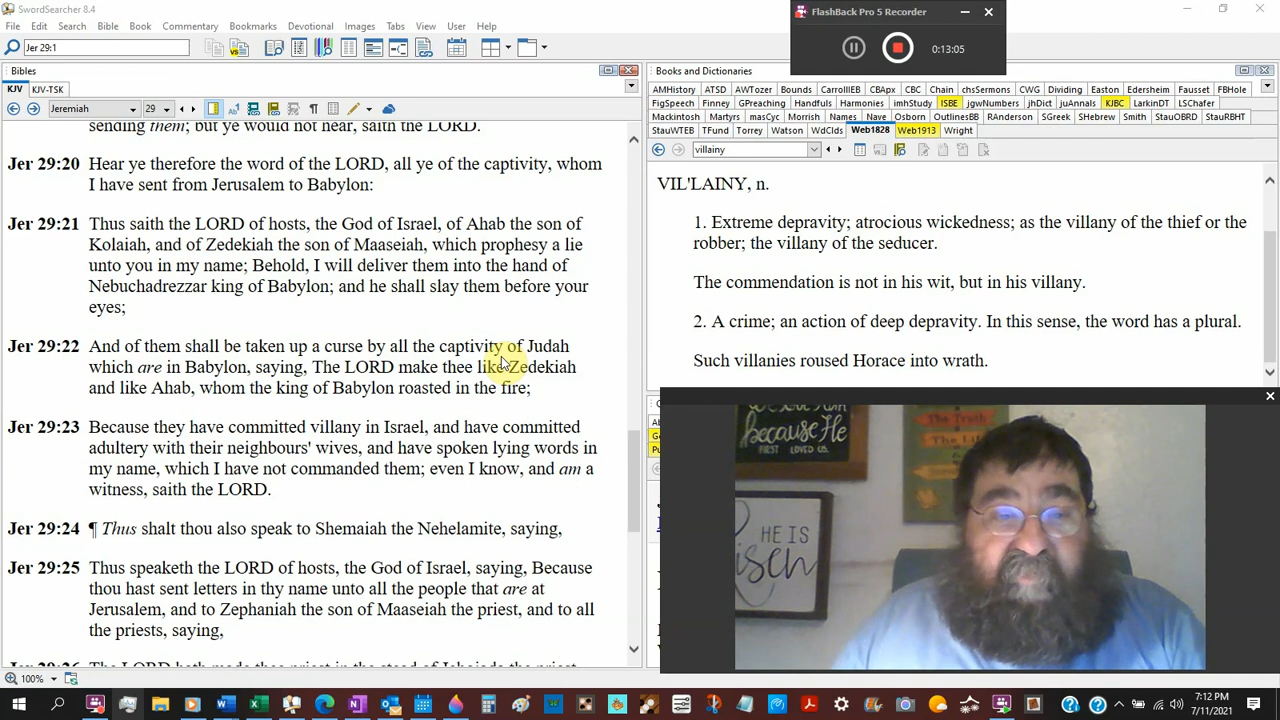 SwordSearcher 8.4
FlashBack Pro 5 Recorder
File Edit Search Bible Book Commentary Bookmarks Devotional Images Tabs View User Help
Jer 29:1
VS
0:13:05
Bibles
Books and Dictionaries
KJV KJV-TSK
AMHistory ATSD AWTozer Bounds CarrollIEB CBApx Chain chsSermons CWG Dividing Easton Edersheim Fausset FBHole
FigSpeech Finney GPreaching Handfuls Harmonies imhStudy ISBE jgwNumbers jhDict juAnnals KJBC LarkinDT LSChafer
Mackintosh Martyrs masCyc Morrish Names Nave Osborn OutlinesBB RAnderson SGreek SHebrew Smith StauOBRD StauRBHT
StauWTEB TFund Torrey Watson WdClds Web1828 Web1913 Wright
Jeremiah 29
villainy
sending them; but ye would not hear, saith the LORD.
Jer 29:20 Hear ye therefore the word of the LORD, all ye of the captivity, whom
I have sent from Jerusalem to Babylon:
Jer 29:21 Thus saith the LORD of hosts, the God of Israel, of Ahab the son of
Kolaiah, and of Zedekiah the son of Maaseiah, which prophesy a lie
unto you in my name; Behold, I will deliver them into the hand of
Nebuchadrezzar king of Babylon; and he shall slay them before your
eyes;
Jer 29:22 And of them shall be taken up a curse by all the captivity of Judah
which are in Babylon, saying, The LORD make thee like Zedekiah
and like Ahab, whom the king of Babylon roasted in the fire;
Jer 29:23 Because they have committed villany in Israel, and have committed
adultery with their neighbours' wives, and have spoken lying words in
my name, which I have not commanded them; even I know, and am a
witness, saith the LORD.
Jer 29:24 ¶ Thus shalt thou also speak to Shemaiah the Nehelamite, saying,
Jer 29:25 Thus speaketh the LORD of hosts, the God of Israel, saying, Because
thou hast sent letters in thy name unto all the people that are at
Jerusalem, and to Zephaniah the son of Maaseiah the priest, and to all
the priests, saying,
VIL'LAINY, n.
1. Extreme depravity; atrocious wickedness; as the villany of the thief or the
robber; the villany of the seducer.
The commendation is not in his wit, but in his villany.
2. A crime; an action of deep depravity. In this sense, the word has a plural.
Such villanies roused Horace into wrath.
Because He
FIRST LOVED US.
The Truth
HE IS
Risen
100%
7:12 PM
7/11/2021